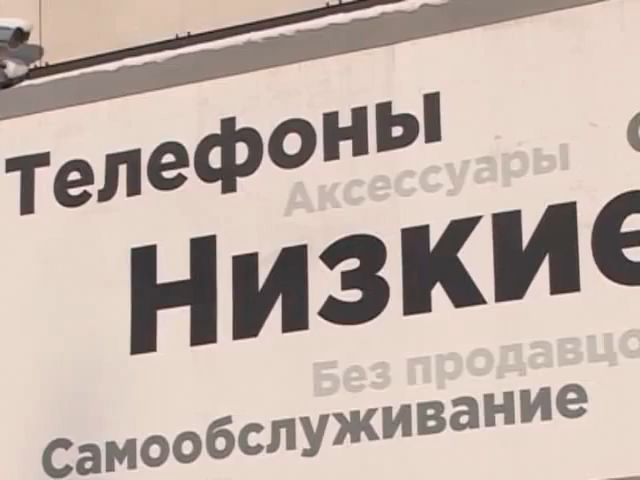 Телефоны
Аксессуары
Низкие
Без продавцо
Самообслуживание